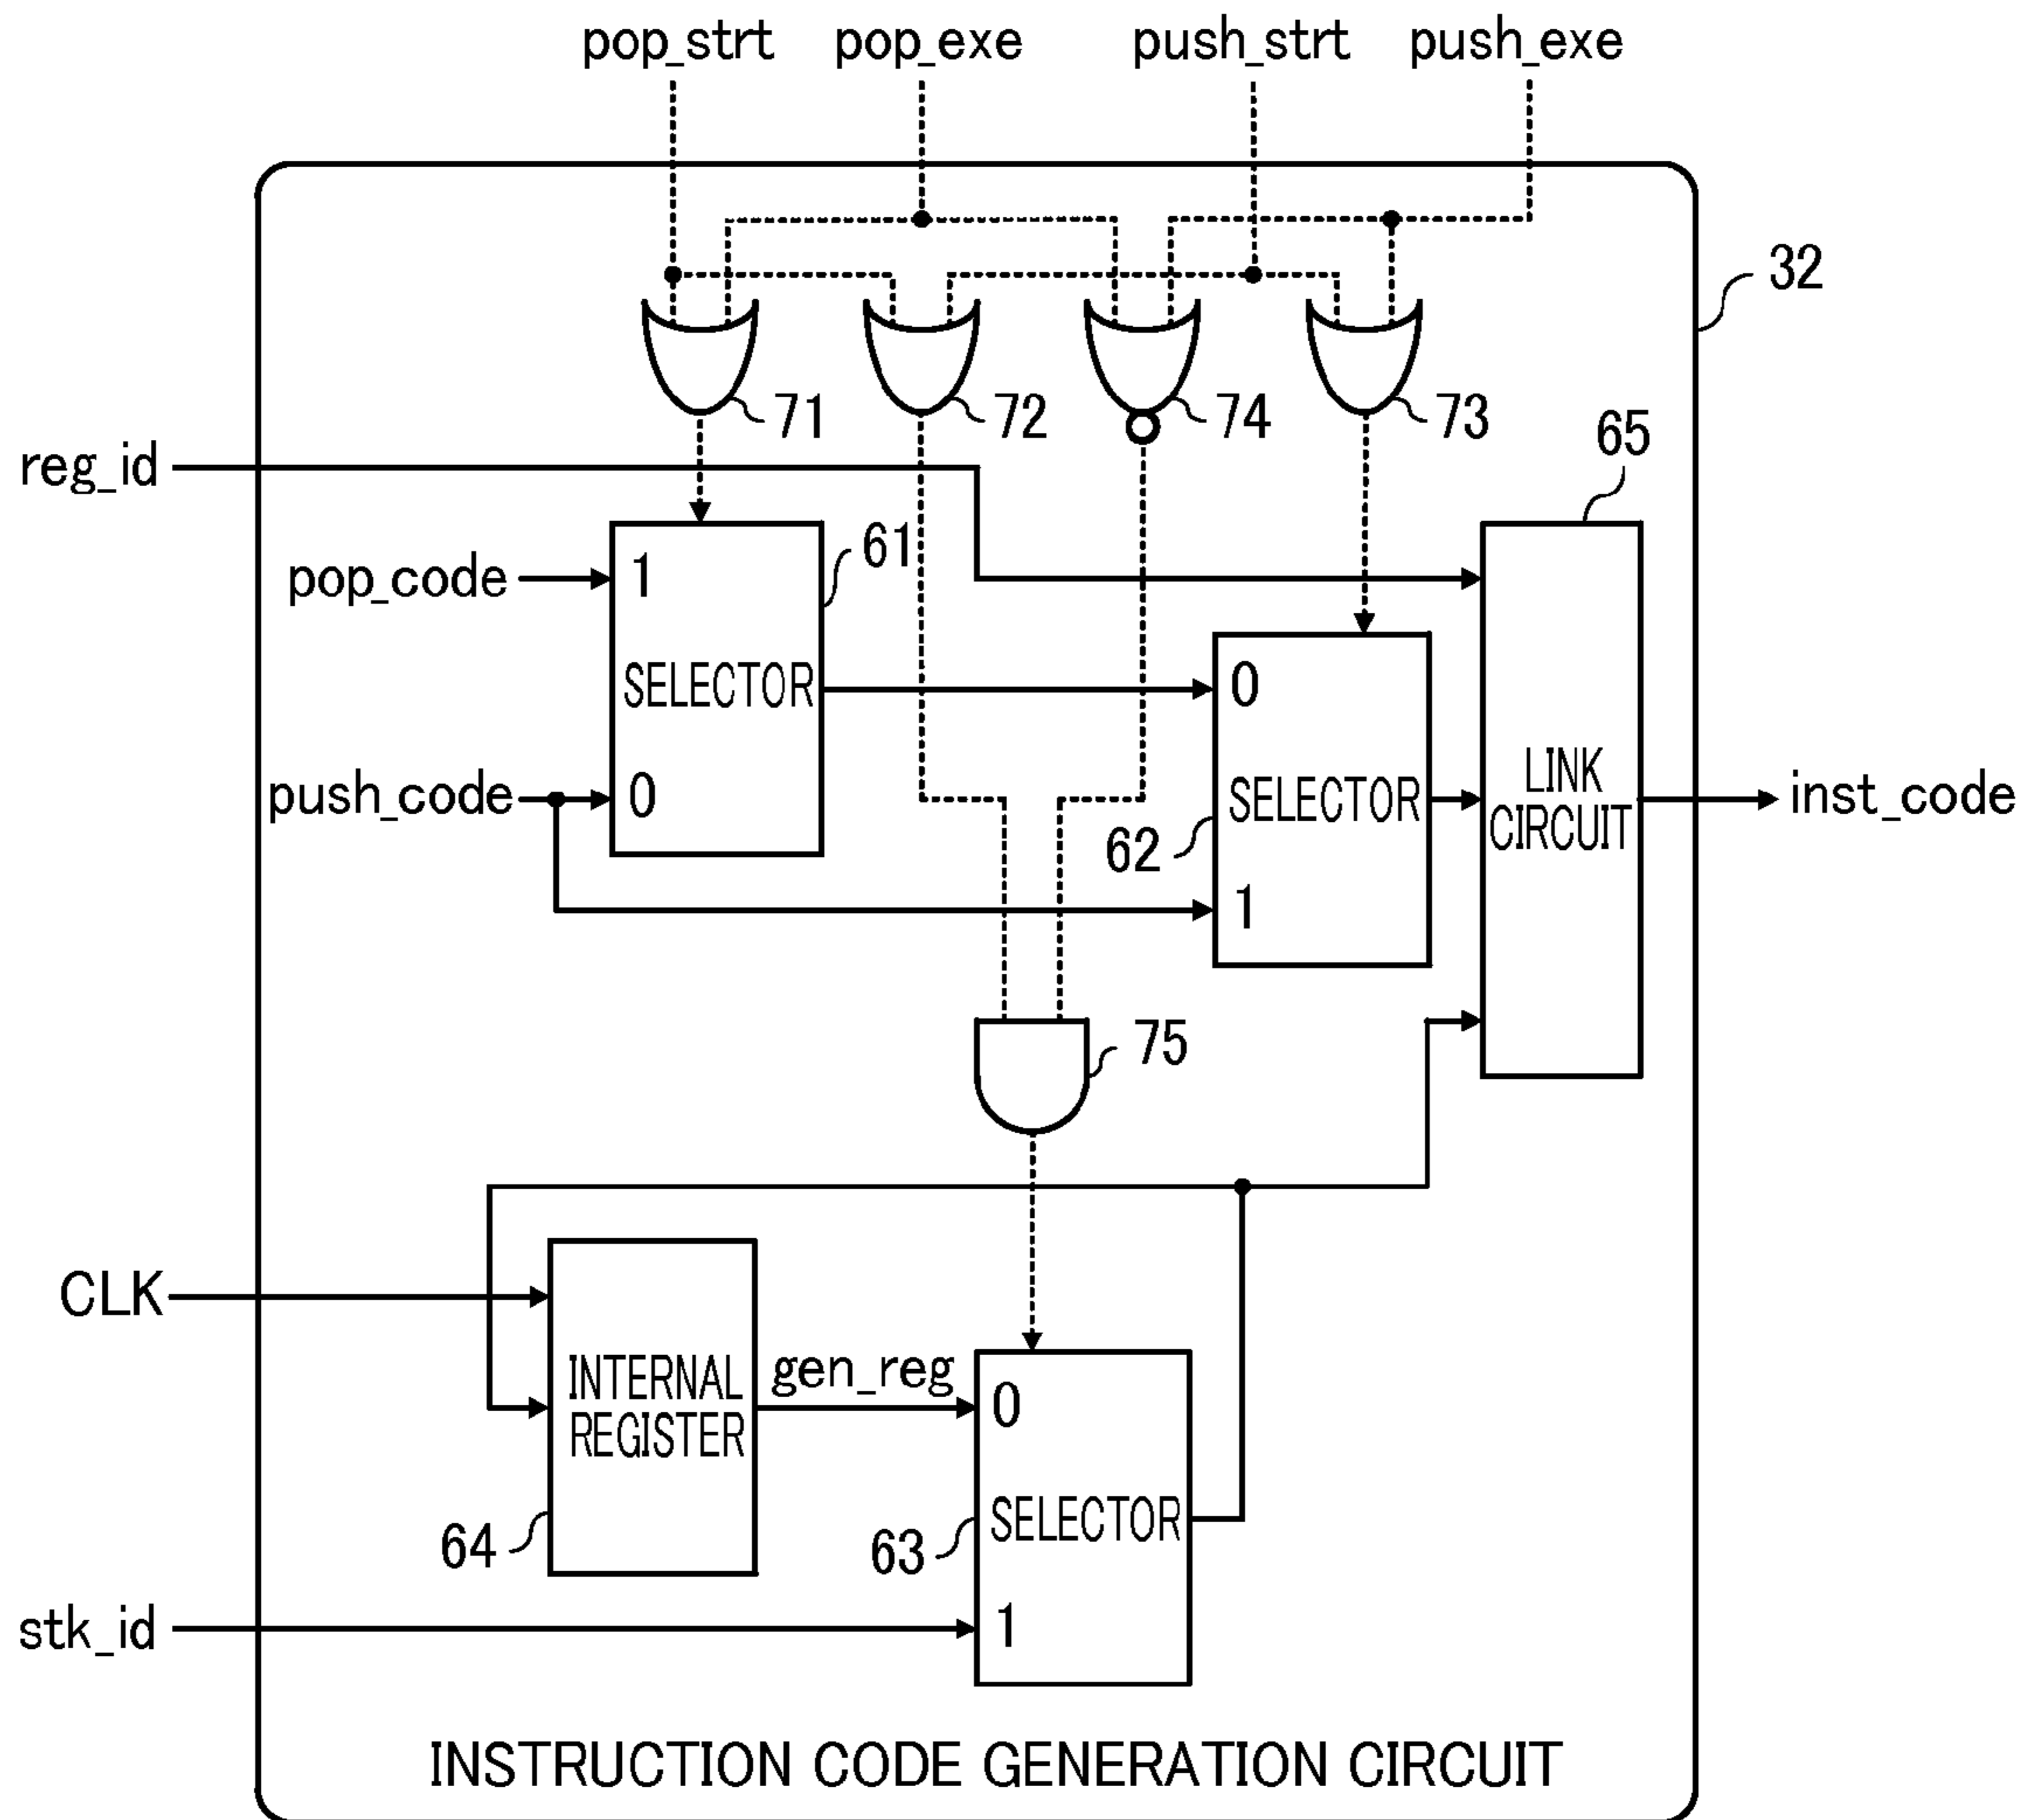 pop_strt pop_exe push_strt push_exe
32
71 72 74 73
65
reg_id
61
pop_code 1
SELECTOR 0
push_code 0 SELECTOR LINK CIRCUIT inst_code
62
1
75
CLK
INTERNAL REGISTER gen_reg 0
64 63 SELECTOR
stk_id 1
INSTRUCTION CODE GENERATION CIRCUIT